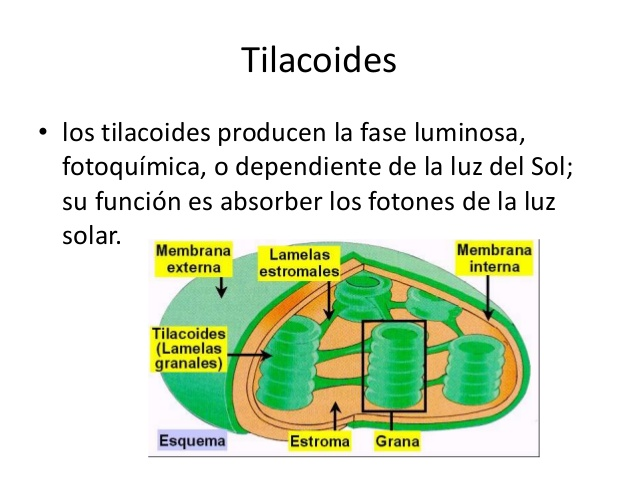 Tilacoides
• los tilacoides producen la fase luminosa,
fotoquímica, o dependiente de la luz del Sol;
su función es absorber los fotones de la luz
solar.
Membrana
externa
Lamelas
estromales
Membrana
interna
Tilacoides
(Lamelas
granales)
Esquema
Estroma
Grana